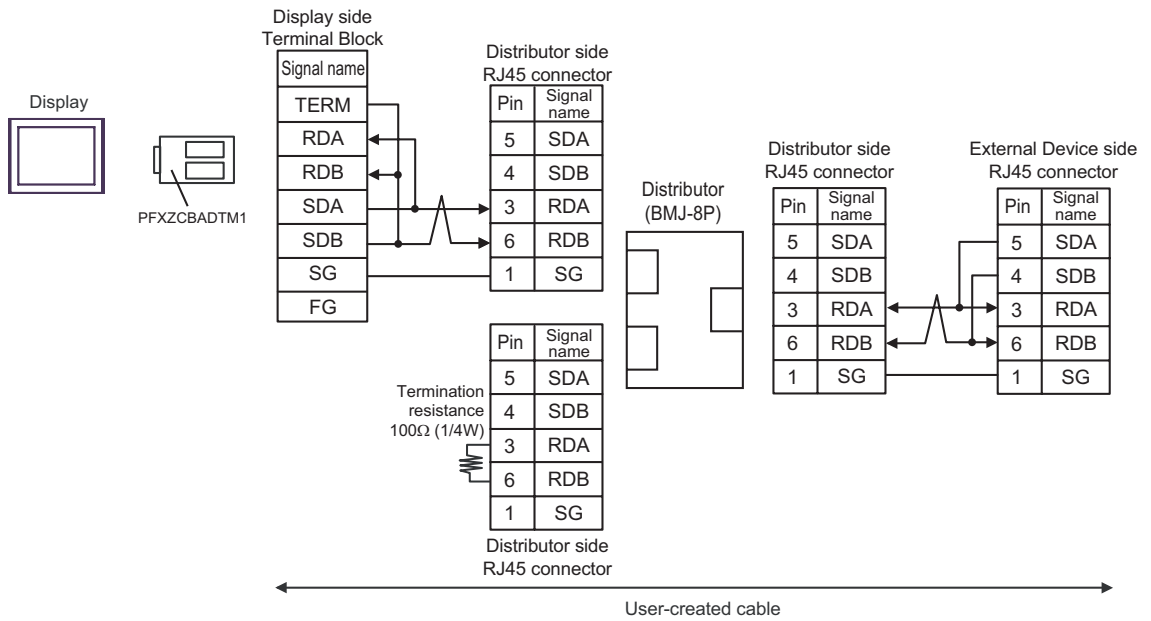 Display
PFXZCBADTM1
Display side
Terminal Block
Signal name
TERM
RDA
RDB
SDA
SDB
SG
FG
Distributor side
RJ45 connector
Pin Signal name
5 SDA
4 SDB
3 RDA
6 RDB
1 SG
Termination
resistance
100Ω (1/4W)
Pin Signal name
5 SDA
4 SDB
3 RDA
6 RDB
1 SG
Distributor side
RJ45 connector
Distributor
(BMJ-8P)
Distributor side
RJ45 connector
Pin Signal name
5 SDA
4 SDB
3 RDA
6 RDB
1 SG
External Device side
RJ45 connector
Pin Signal name
5 SDA
4 SDB
3 RDA
6 RDB
1 SG
User-created cable